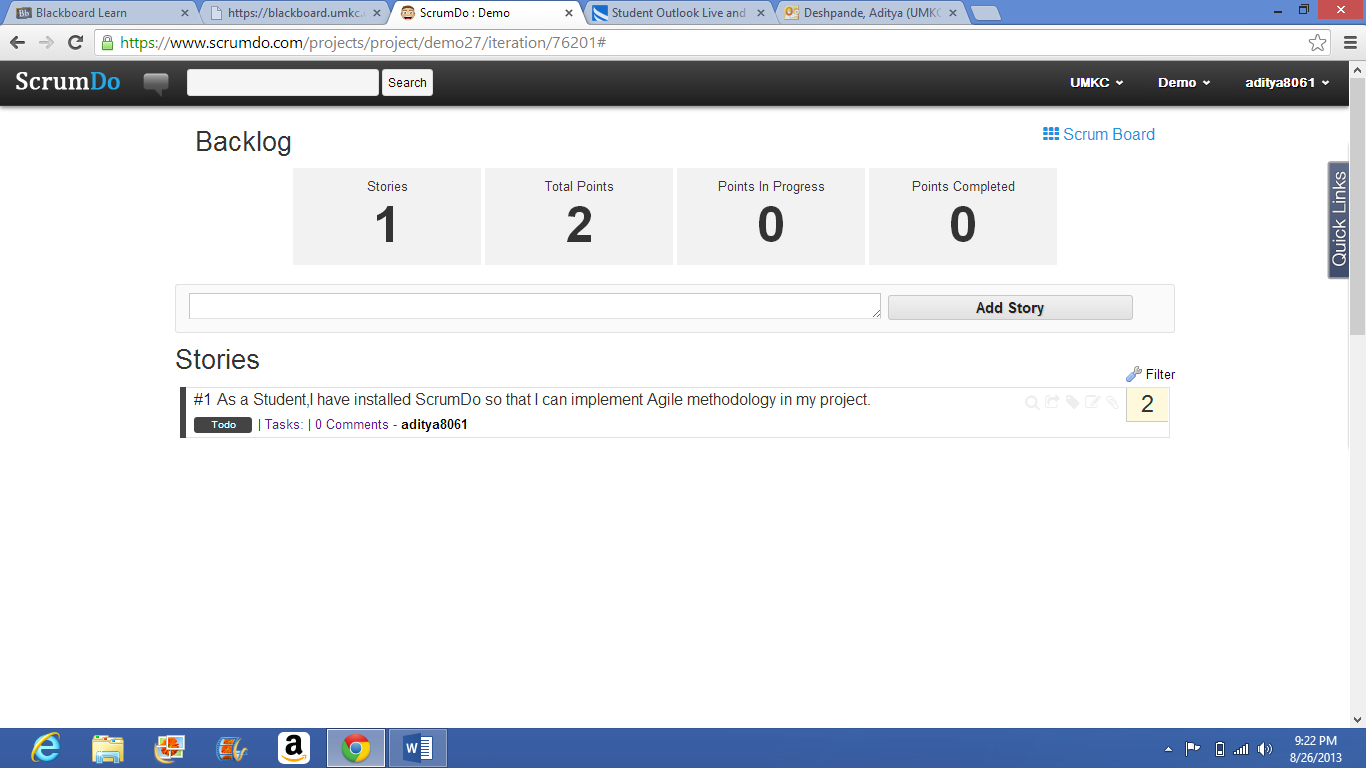 Blackboard Learn
https://blackboard.umkc.
ScrumDo : Demo
Student Outlook Live and
Deshpande, Aditya (UMKC
https://www.scrumdo.com/projects/project/demo27/iteration/76201#
ScrumDo
Search
UMKC
Demo
aditya8061
Backlog
Scrum Board
Stories
Total Points
Points In Progress
Points Completed
1
2
0
0
Quick Links
Add Story
Stories
Filter
#1 As a Student,I have installed ScrumDo so that I can implement Agile methodology in my project.
2
Todo | Tasks: | 0 Comments - aditya8061
9:22 PM
8/26/2013